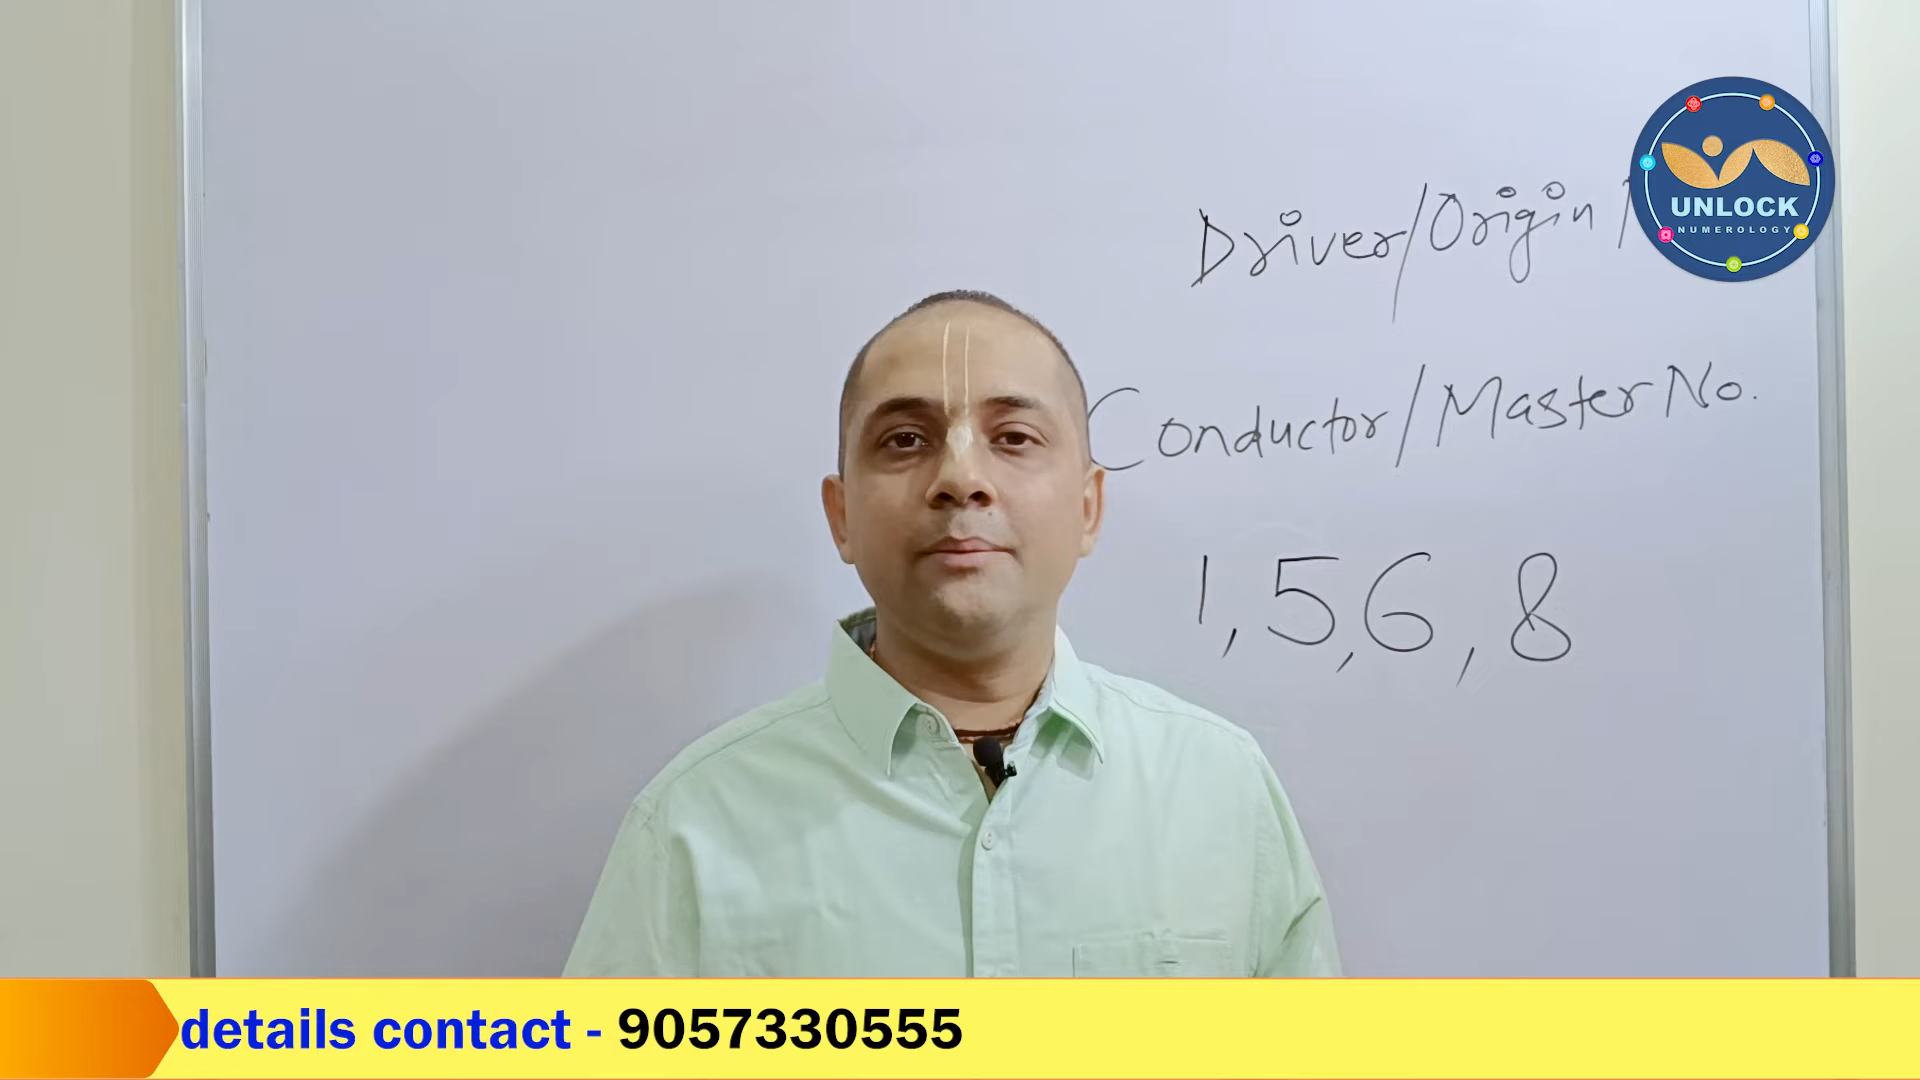 Driver/Origin
UNLOCK
NUMEROLOGY
Conductor/Master No.
1, 5, 6, 8
details contact - 9057330555